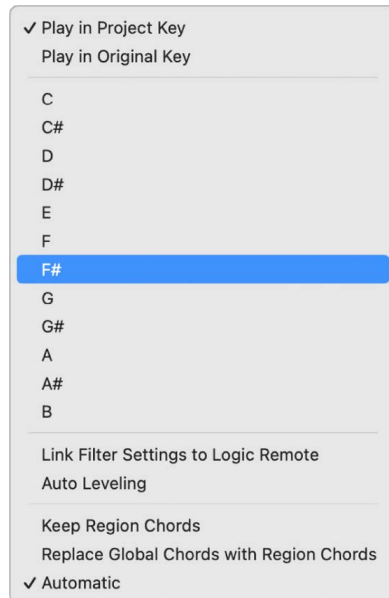 ✓ Play in Project Key
Play in Original Key
C
C#
D
D#
E
F
F#
G
G#
A
A#
B
Link Filter Settings to Logic Remote
Auto Leveling
Keep Region Chords
Replace Global Chords with Region Chords
✓ Automatic